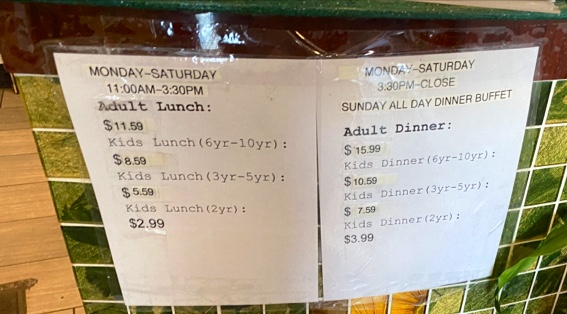 MONDAY-SATURDAY
11:00AM-3:30PM
Adult Lunch:
$11.59
Kids Lunch(6yr-10yr):
$8.59
Kids Lunch(3yr-5yr):
$5.59
Kids Lunch(2yr):
$2.99
MONDAY-SATURDAY
3:30PM-CLOSE
SUNDAY ALL DAY DINNER BUFFET
Adult Dinner:
$15.99
Kids Dinner(6yr-10yr):
$10.59
Kids Dinner(3yr-5yr):
$7.59
Kids Dinner(2yr):
$3.99